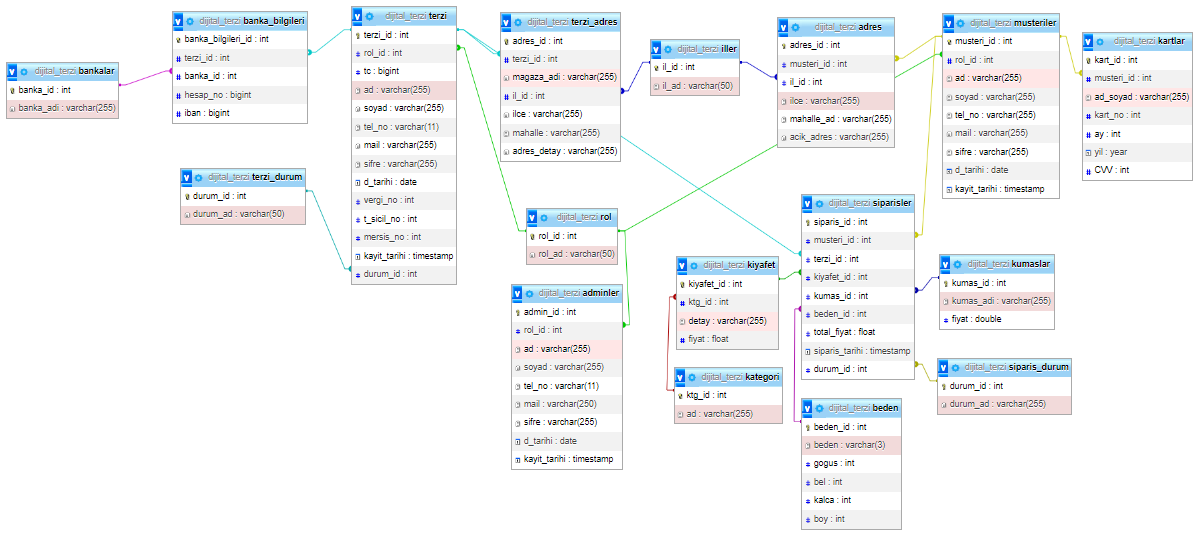 dijital_terzi bankalar
banka_id : int
banka_adi : varchar(255)
dijital_terzi banka_bilgileri
banka_bilgileri_id : int
terzi_id : int
banka_id : int
hesap_no : bigint
iban : bigint
dijital_terzi terzi_durum
durum_id : int
durum_ad : varchar(50)
dijital_terzi terzi
terzi_id : int
rol_id : int
tc : bigint
ad : varchar(255)
soyad : varchar(255)
tel_no : varchar(11)
mail : varchar(255)
sifre : varchar(255)
d_tarihi : date
vergi_no : int
t_sicil_no : int
mersis_no : int
kayit_tarihi : timestamp
durum_id : int
dijital_terzi terzi_adres
adres_id : int
terzi_id : int
magaza_adi : varchar(255)
il_id : int
ilce : varchar(255)
mahalle : varchar(255)
adres_detay : varchar(255)
dijital_terzi rol
rol_id : int
rol_ad : varchar(50)
dijital_terzi adminler
admin_id : int
rol_id : int
ad : varchar(255)
soyad : varchar(255)
tel_no : varchar(11)
mail : varchar(250)
sifre : varchar(255)
d_tarihi : date
kayit_tarihi : timestamp
dijital_terzi iller
il_id : int
il_ad : varchar(50)
dijital_terzi kiyafet
kiyafet_id : int
ktg_id : int
detay : varchar(255)
fiyat : float
dijital_terzi kategori
ktg_id : int
ad : varchar(255)
dijital_terzi adres
adres_id : int
musteri_id : int
il_id : int
ilce : varchar(255)
mahalle_ad : varchar(255)
acik_adres : varchar(255)
dijital_terzi siparisler
siparis_id : int
musteri_id : int
terzi_id : int
kiyafet_id : int
kumas_id : int
beden_id : int
total_fiyat : float
siparis_tarihi : timestamp
durum_id : int
dijital_terzi beden
beden_id : int
beden : varchar(3)
gogus : int
bel : int
kalca : int
boy : int
dijital_terzi musteriler
musteri_id : int
rol_id : int
ad : varchar(255)
soyad : varchar(255)
tel_no : varchar(255)
mail : varchar(255)
sifre : varchar(255)
d_tarihi : date
kayit_tarihi : timestamp
dijital_terzi kumaslar
kumas_id : int
kumas_adi : varchar(255)
fiyat : double
dijital_terzi siparis_durum
durum_id : int
durum_ad : varchar(255)
dijital_terzi kartlar
kart_id : int
musteri_id : int
ad_soyad : varchar(255)
kart_no : int
ay : int
yil : year
CVV : int